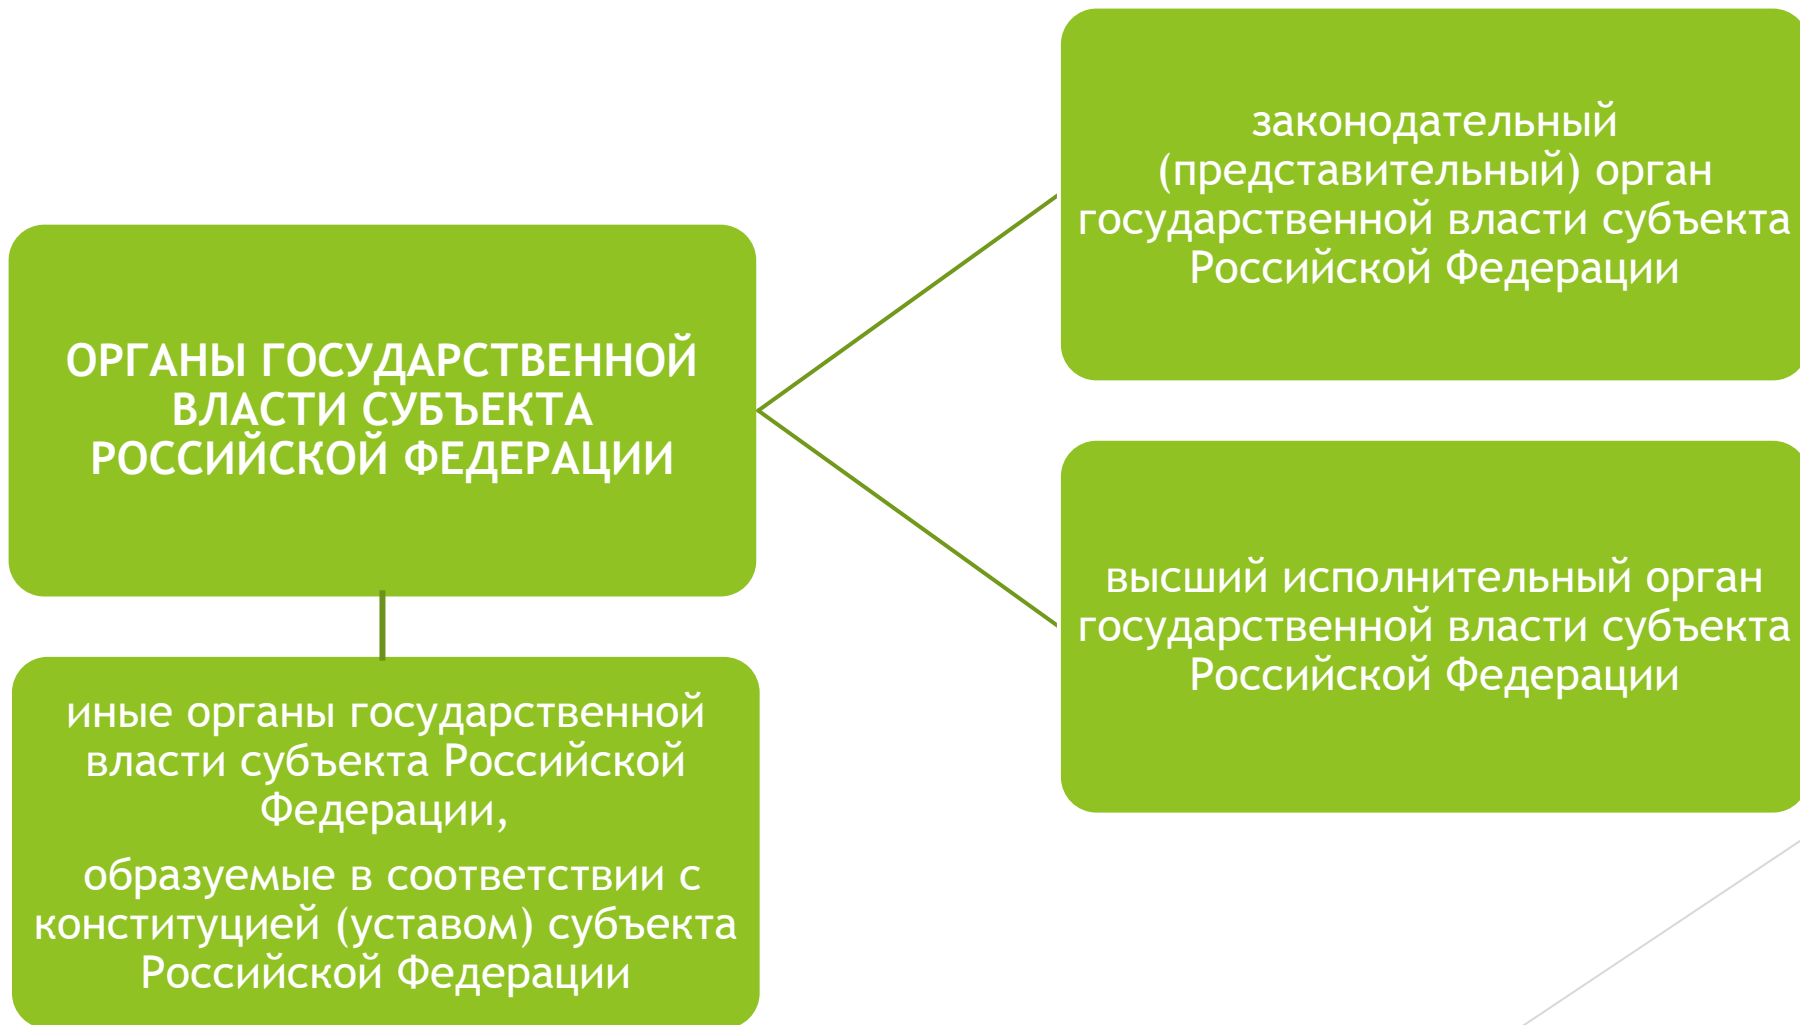 ОРГАНЫ ГОСУДАРСТВЕННОЙ
ВЛАСТИ СУБЪЕКТА
РОССИЙСКОЙ ФЕДЕРАЦИИ
законодательный
(представительный) орган
государственной власти субъекта
Российской Федерации
высший исполнительный орган
государственной власти субъекта
Российской Федерации
иные органы государственной
власти субъекта Российской
Федерации,
образуемые в соответствии с
конституцией (уставом) субъекта
Российской Федерации